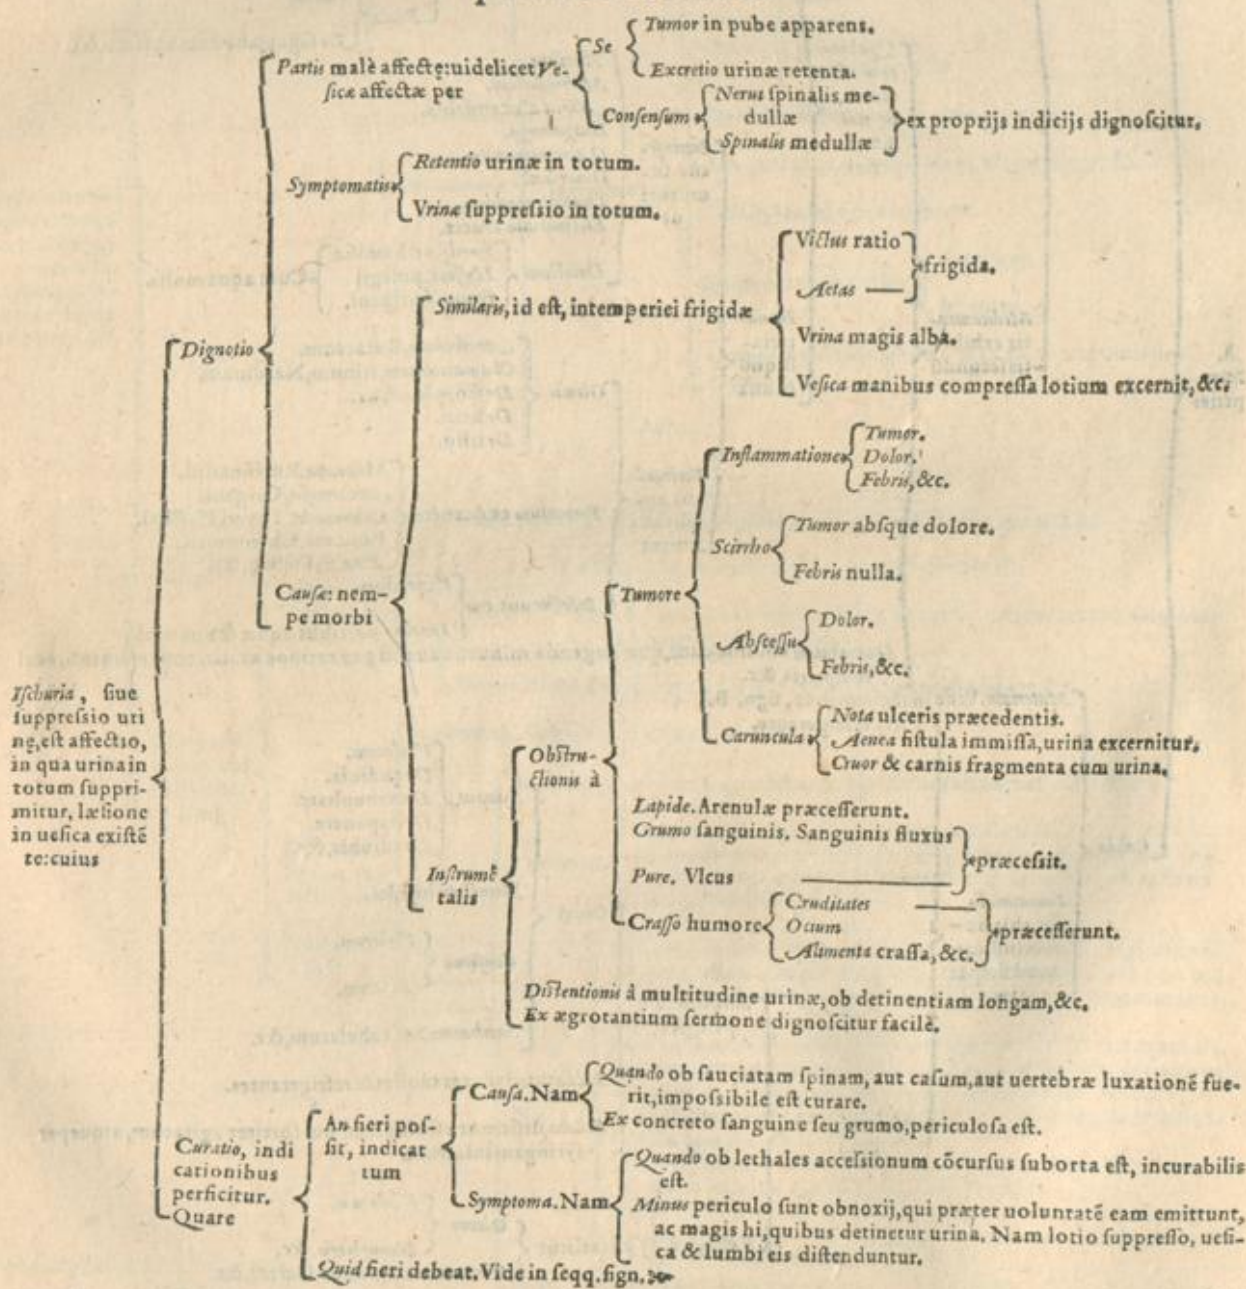 Partis malè affectę:uidelicet Ve-
sicæ affectæ per
Se
Tumor in pube apparens.
Excretio urinæ retenta.
Consensum
Neruus spinalis me-
dullæ
Spinalis medullæ
ex proprijs indicijs dignoscitur.
Symptomatis
Retentio urinæ in totum.
Vrinæ suppressio in totum.
Dignotio
Similaris, id est, intemperiei frigidæ
Victus ratio
Aetas
frigida.
Vrina magis alba.
Vesica manibus compressa lotium excernit, &c.
Causæ: nem-
pe morbi
Inflammatione
Tumor.
Dolor.
Febris, &c.
Scirrho
Tumor absque dolore.
Febris nulla.
Tumore
Abscessu
Dolor.
Febris, &c.
Caruncula
Nota ulceris præcedentis.
Aenea fistula immissa, urina excernitur.
Cruor & carnis fragmenta cum urina.
Ischuria, siue
suppressio uri
nę, est affectio,
in qua urina in
totum suppri-
mitur, læsione
in uesica existē
te: cuius
Obstru-
ctionis à
Lapide. Arenulæ præcesserunt.
Grumo sanguinis. Sanguinis fluxus
Pure. Vlcus
præcessit.
Instrumē
talis
Crasso humore
Cruditates
Ocium
Alimenta crassa, &c.
præcesserunt.
Distentionis à multitudine urinæ, ob detinentiam longam, &c.
Ex ægrotantium sermone dignoscitur facilè.
Curatio, indi
cationibus
perficitur.
Quare
An fieri pos-
sit, indicat
tum
Causa. Nam
Quando ob sauciatam spinam, aut casum, aut uertebræ luxationē fue-
rit, impossibile est curare.
Ex concreto sanguine seu grumo, periculosa est.
Symptoma. Nam
Quando ob lethales accessionum cōcursus suborta est, incurabilis
est.
Minus periculo sunt obnoxij, qui præter uoluntatē eam emittunt,
ac magis hi, quibus detinetur urina. Nam lotio suppresso, uesi-
ca & lumbi eis distenduntur.
Quid fieri debeat. Vide in seqq. sign.